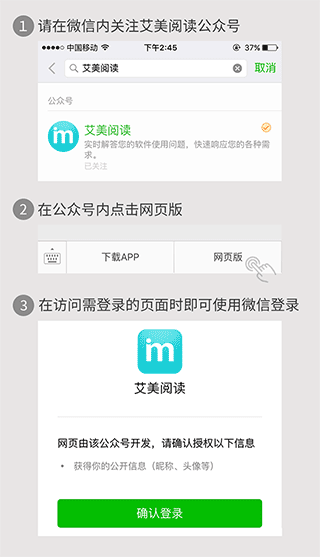 1 请在微信内关注艾美阅读公众号
中国移动 下午2:45 37%
艾美阅读 取消
公众号
im 艾美阅读
实时解答您的软件使用问题，快速响应您的各种需
求。
已关注
2 在公众号内点击网页版
下载APP 网页版
3 在访问需登录的页面时即可使用微信登录
im
艾美阅读
网页由该公众号开发，请确认授权以下信息
• 获得你的公开信息（昵称、头像等）
确认登录